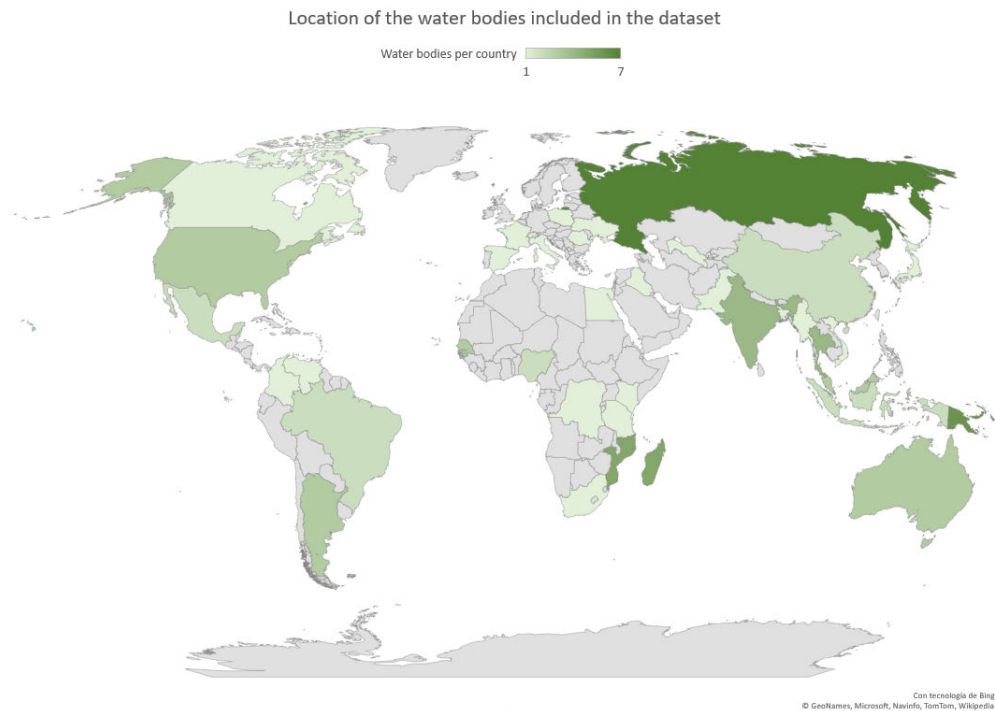 Location of the water bodies included in the dataset
Water bodies per country
1 7
Con tecnología de Bing
© GeoNames, Microsoft, Navinfo, TomTom, Wikipedia